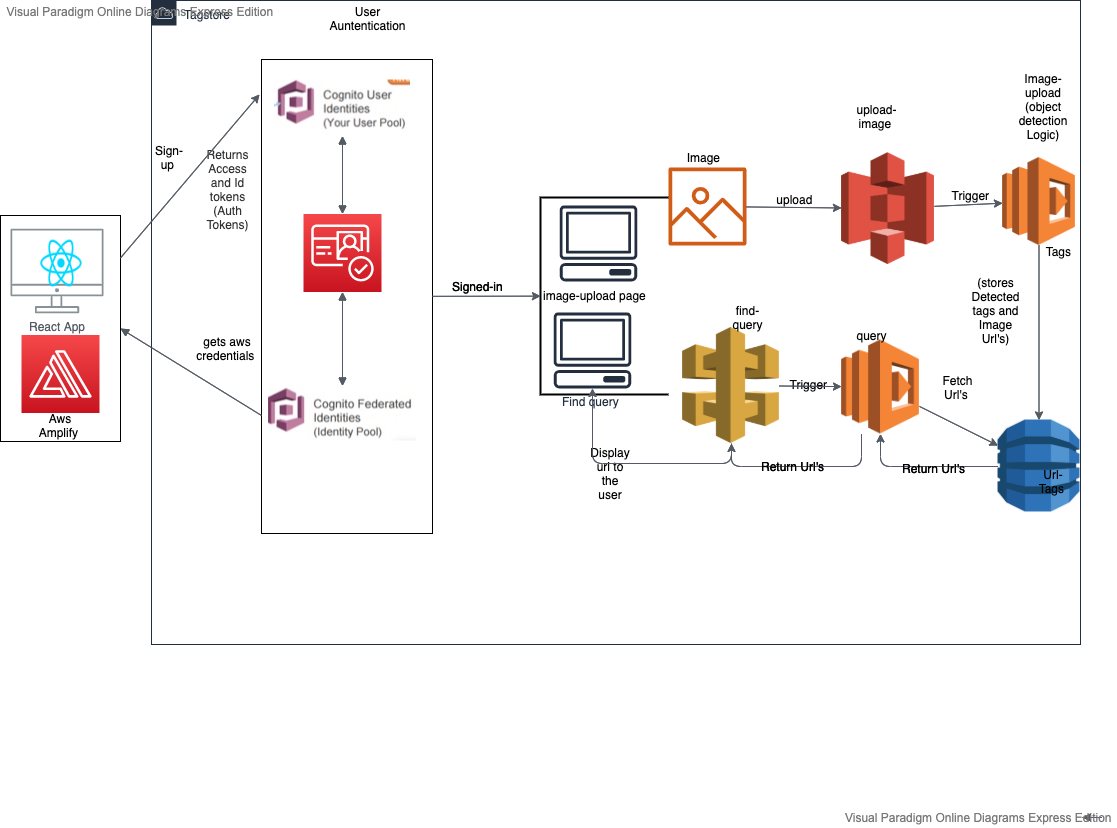 Visual Paradigm Online Diagrams Express Edition
Tagstore
User
Auntentication
Cognito User
Identities
(Your User Pool)
Sign-
up
Returns
Access
and Id
tokens
(Auth
Tokens)
React App
Aws
Amplify
gets aws
credentials
Cognito Federated
Identities
(Identity Pool)
Signed-in
image-upload page
Find query
Image
upload
upload-
image
Trigger
Image-
upload
(object
detection
Logic)
Tags
(stores
Detected
tags and
Image
Url's)
find-
query
Trigger
query
Fetch
Url's
Url-
Tags
Display
url to
the
user
Return Url's
Return Url's
Visual Paradigm Online Diagrams Express Edition